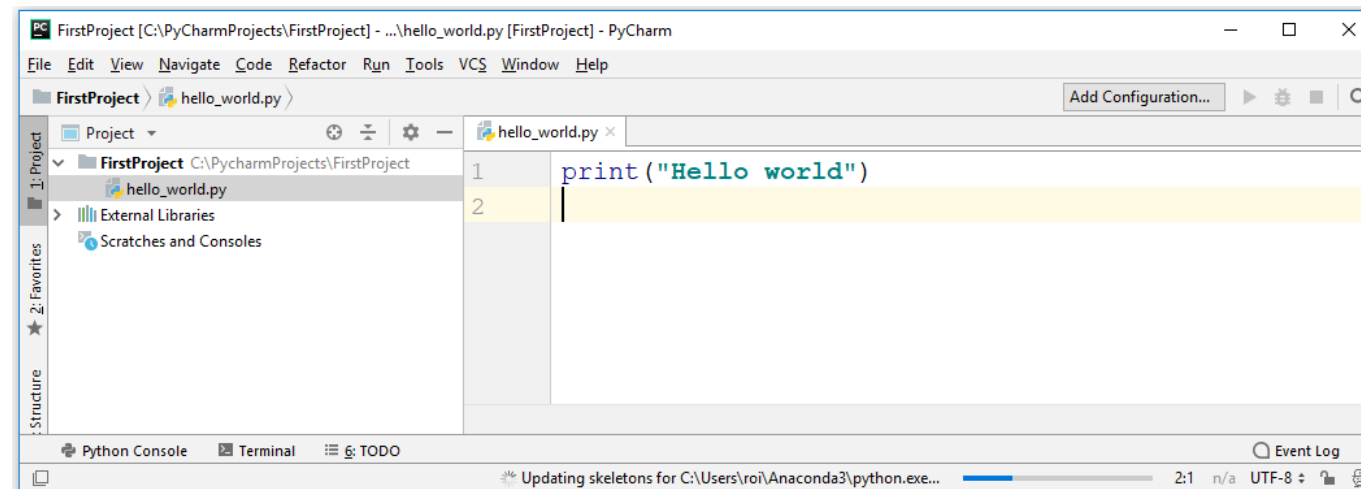 PC FirstProject [C:\PyCharmProjects\FirstProject] - ...\hello_world.py [FirstProject] - PyCharm
File Edit View Navigate Code Refactor Run Tools VCS Window Help
FirstProject hello_world.py Add Configuration...
1: Project
Project
hello_world.py
FirstProject C:\PycharmProjects\FirstProject
hello_world.py
External Libraries
Scratches and Consoles
1 print("Hello world")
2
2: Favorites
Structure
Python Console Terminal 6: TODO Event Log
Updating skeletons for C:\Users\roi\Anaconda3\python.exe... 2:1 n/a UTF-8